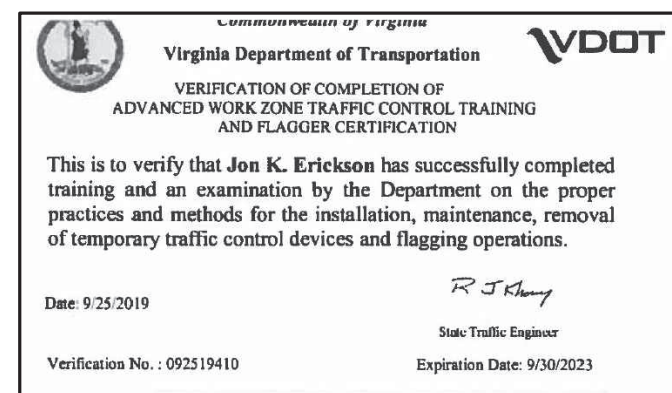 Commonwealth of Virginia
Virginia Department of Transportation
VDOT
VERIFICATION OF COMPLETION OF
ADVANCED WORK ZONE TRAFFIC CONTROL TRAINING
AND FLAGGER CERTIFICATION
This is to verify that Jon K. Erickson has successfully completed
training and an examination by the Department on the proper
practices and methods for the installation, maintenance, removal
of temporary traffic control devices and flagging operations.
Date: 9/25/2019
State Traffic Engineer
Verification No. : 092519410
Expiration Date: 9/30/2023